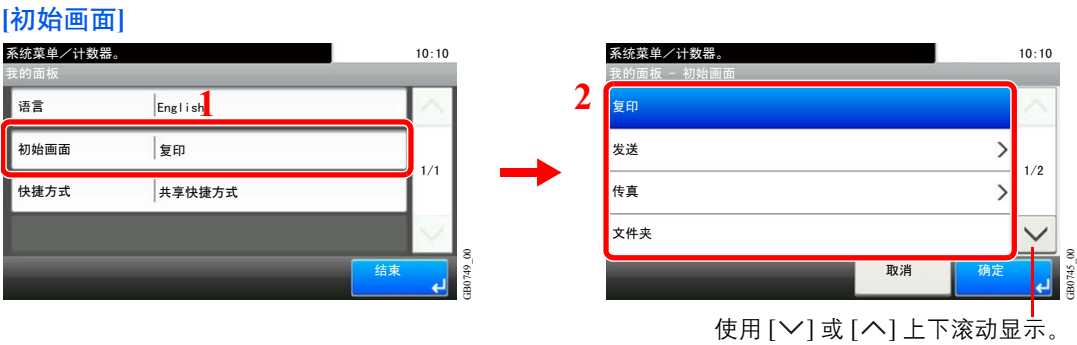 [初始画面]
系统菜单／计数器。 10:10
我的面板
1
语言 English
初始画面 复印
1/1
快捷方式 共享快捷方式
结束
GB0749_00
系统菜单／计数器。 10:10
我的面板 - 初始画面
2
复印
发送
1/2
传真
文件夹
取消 确定
GB0745_00
使用 [∨] 或 [∧] 上下滚动显示。